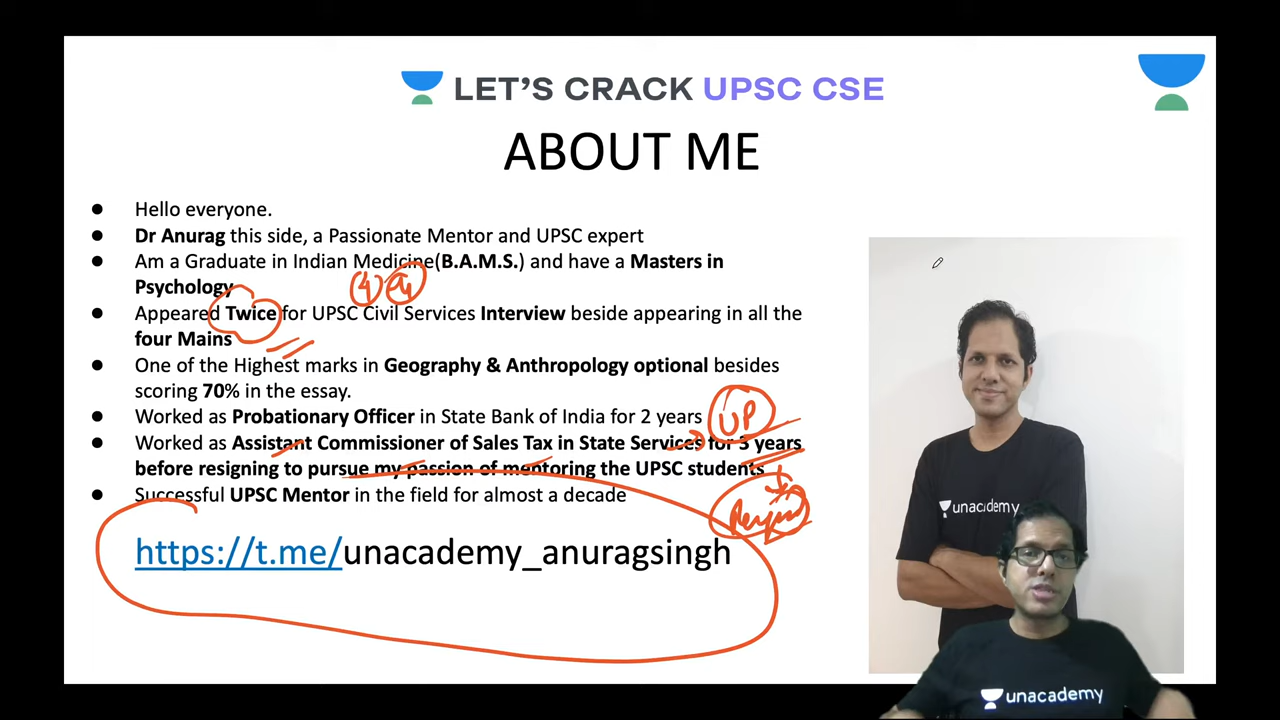 LET'S CRACK UPSC CSE
ABOUT ME
● Hello everyone.
● Dr Anurag this side, a Passionate Mentor and UPSC expert
● Am a Graduate in Indian Medicine(B.A.M.S.) and have a Masters in
Psychology
● Appeared Twice for UPSC Civil Services Interview beside appearing in all the
four Mains
● One of the Highest marks in Geography & Anthropology optional besides
scoring 70% in the essay.
● Worked as Probationary Officer in State Bank of India for 2 years
UP
● Worked as Assistant Commissioner of Sales Tax in State Services for 3 years
before resigning to pursue my passion of mentoring the UPSC students
● Successful UPSC Mentor in the field for almost a decade
https://t.me/unacademy_anuragsingh
unacademy
unacademy